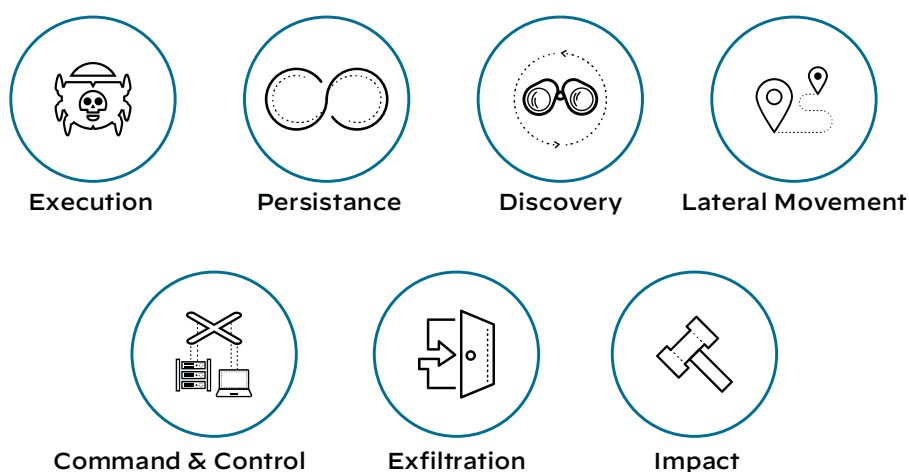 Execution
Persistance
Discovery
Lateral Movement
Command & Control
Exfiltration
Impact